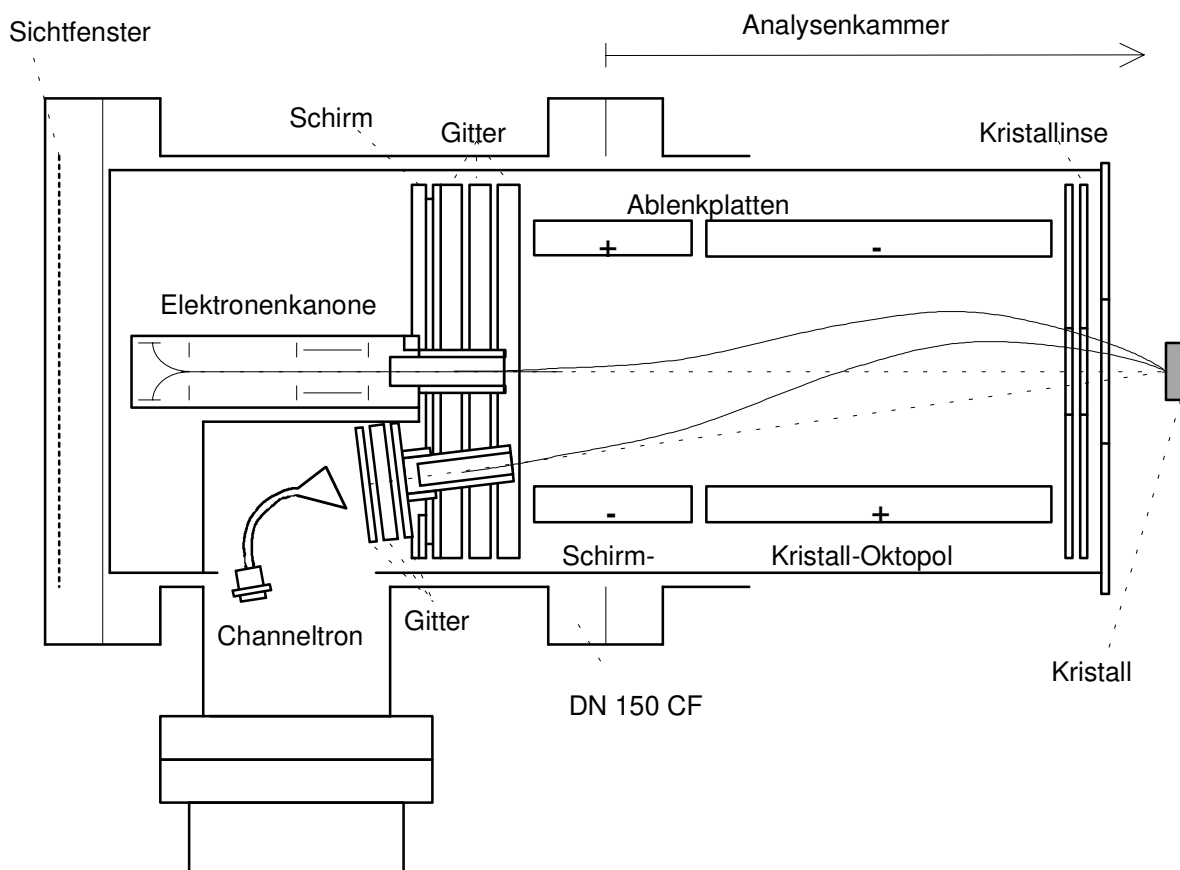 Analysenkammer
Sichtfenster
Schirm
Gitter
Kristallinse
Ablenkplatten
+
-
Elektronenkanone
-
+
Schirm-
Kristall-Oktopol
Gitter
Channeltron
Kristall
DN 150 CF